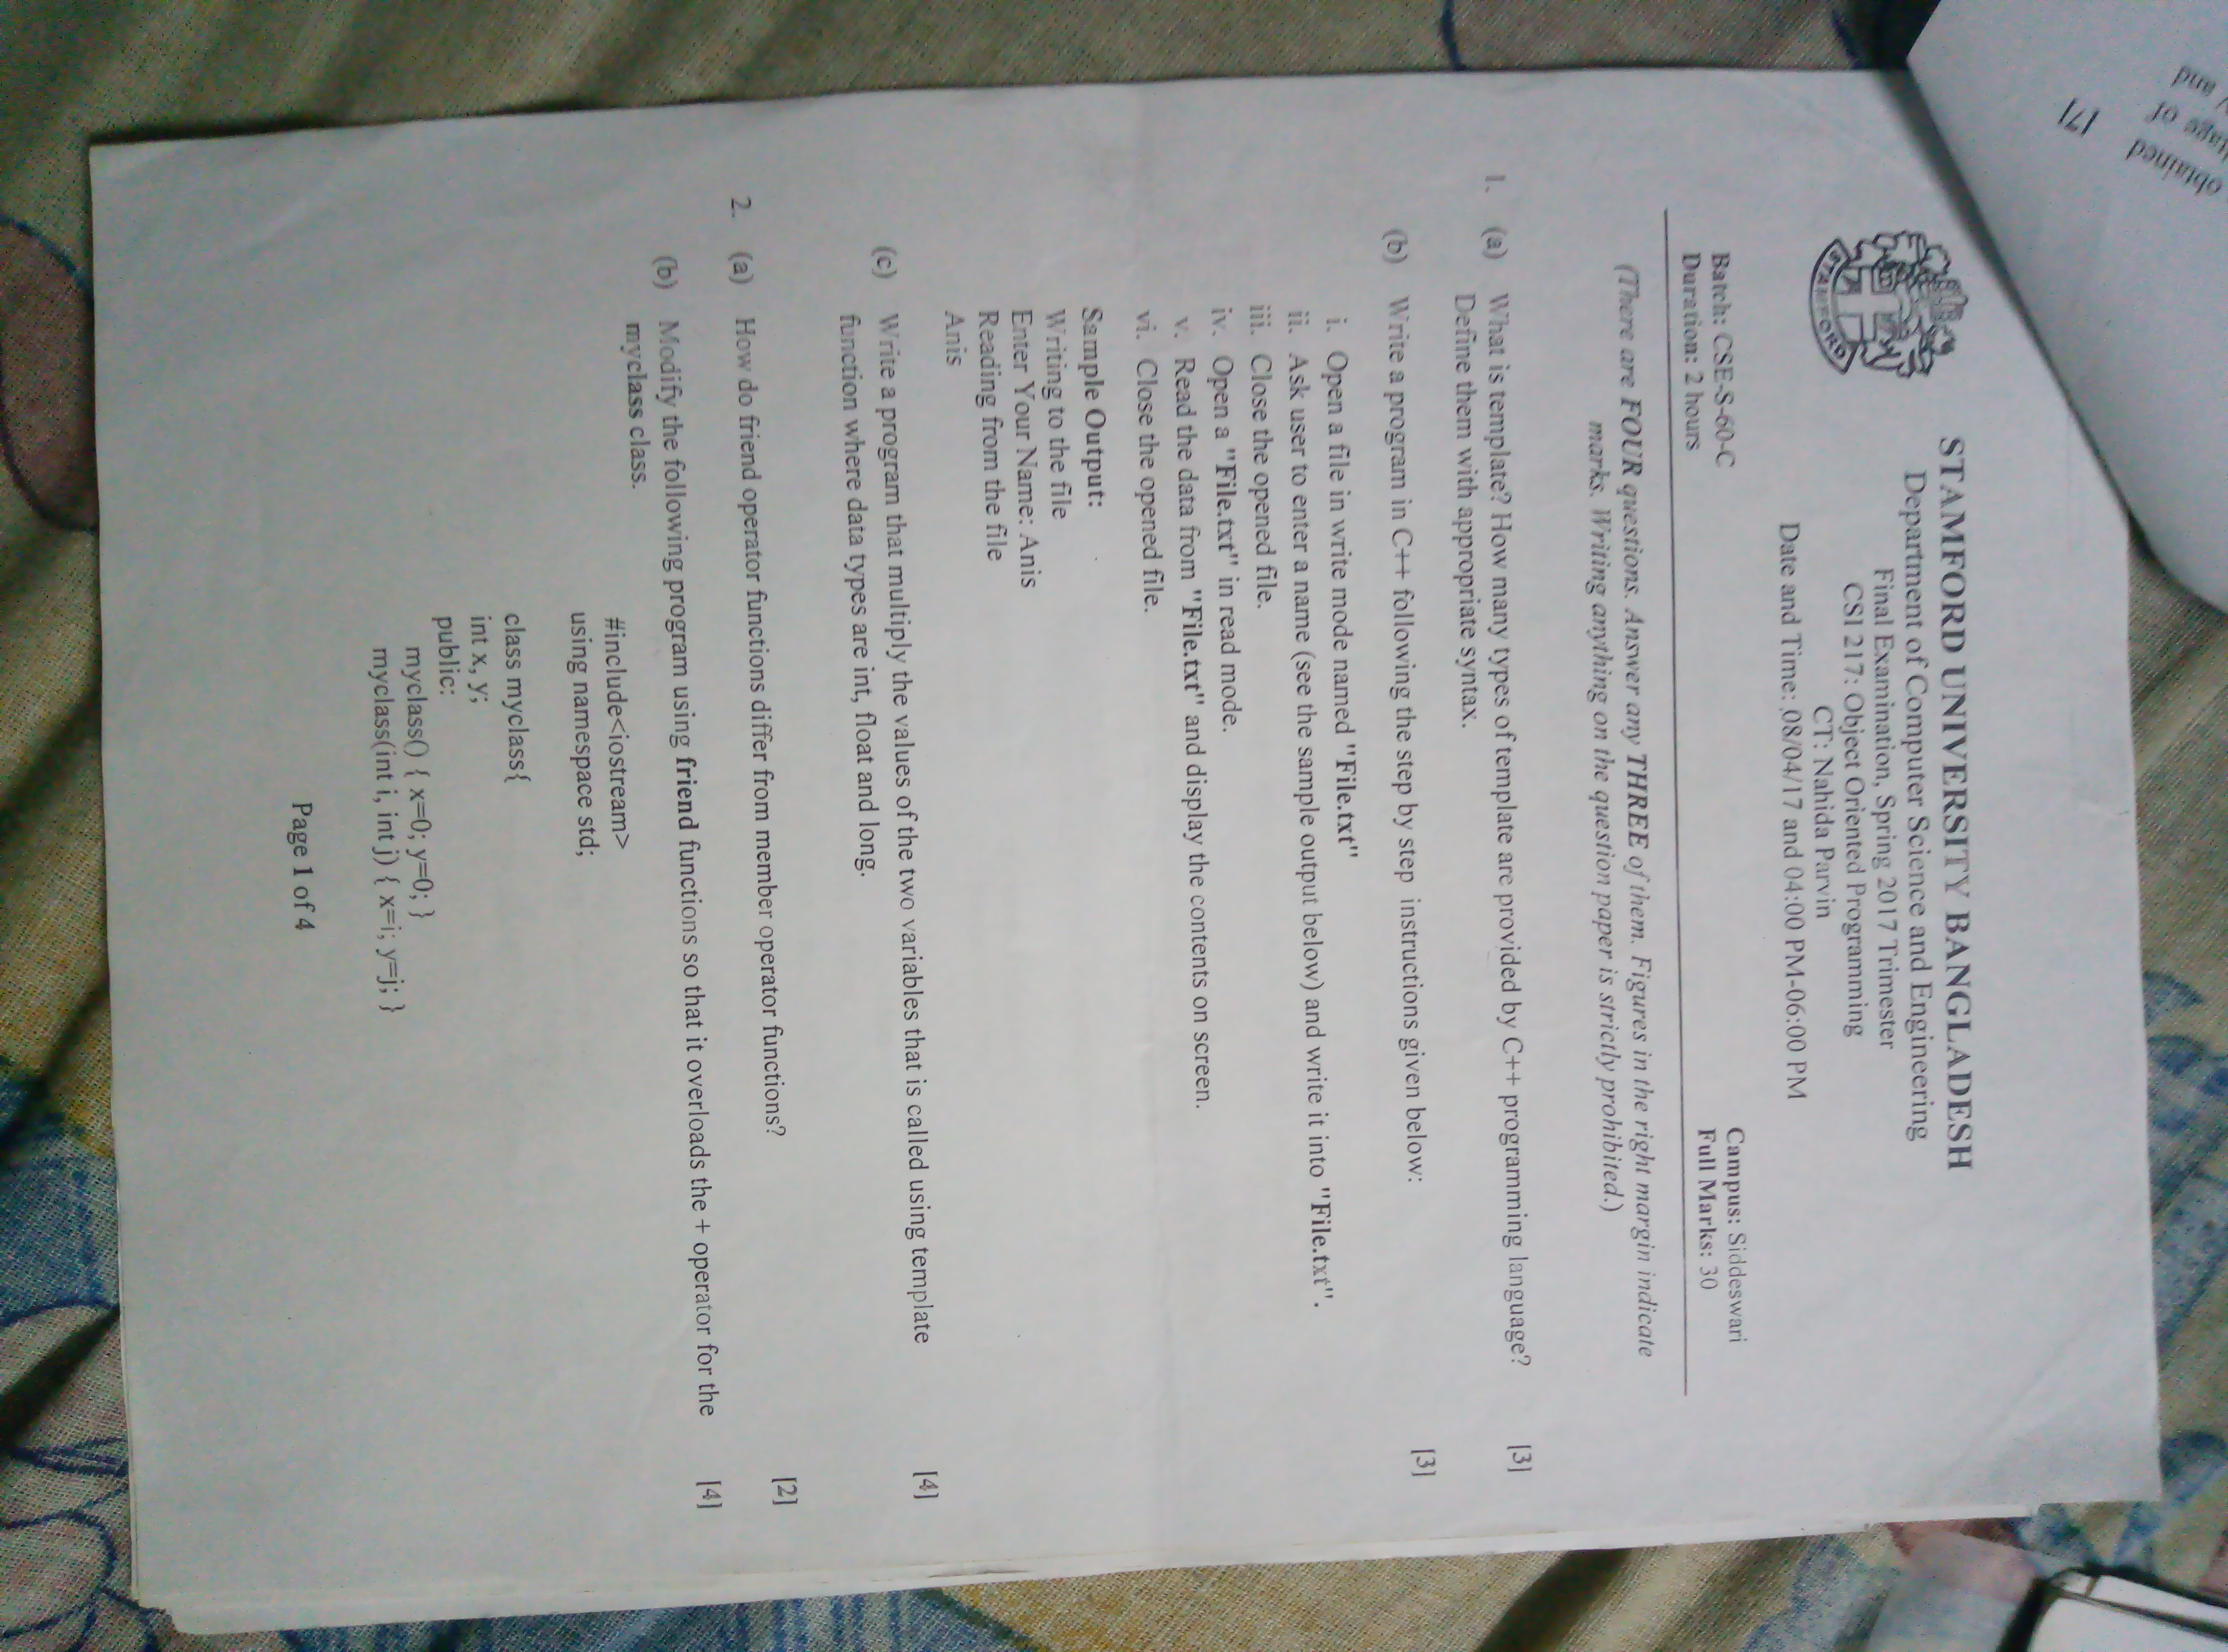 STAMFORD UNIVERSITY BANGLADESH
Department of Computer Science and Engineering
Final Examination, Spring 2017 Trimester
CSI 217: Object Oriented Programming
CT: Nahida Parvin
Date and Time: 08/04/17 and 04:00 PM-06:00 PM
STAMFORD
Batch: CSE-S-60-C Campus: Siddeswari
Duration: 2 hours Full Marks: 30
(There are FOUR questions. Answer any THREE of them. Figures in the right margin indicate
marks. Writing anything on the question paper is strictly prohibited.)
1. (a) What is template? How many types of template are provided by C++ programming language? [3]
Define them with appropriate syntax.
(b) Write a program in C++ following the step by step instructions given below: [3]
i. Open a file in write mode named "File.txt"
ii. Ask user to enter a name (see the sample output below) and write it into "File.txt".
iii. Close the opened file.
iv. Open a "File.txt" in read mode.
v. Read the data from "File.txt" and display the contents on screen.
vi. Close the opened file.
Sample Output:
Writing to the file
Enter Your Name: Anis
Reading from the file
Anis
(c) Write a program that multiply the values of the two variables that is called using template [4]
function where data types are int, float and long.
2. (a) How do friend operator functions differ from member operator functions? [2]
(b) Modify the following program using friend functions so that it overloads the + operator for the [4]
myclass class.
#include<iostream>
using namespace std;
class myclass{
int x, y;
public:
myclass() { x=0; y=0; }
myclass(int i, int j) { x=i; y=j; }
Page 1 of 4
obtained
of
and
[7]